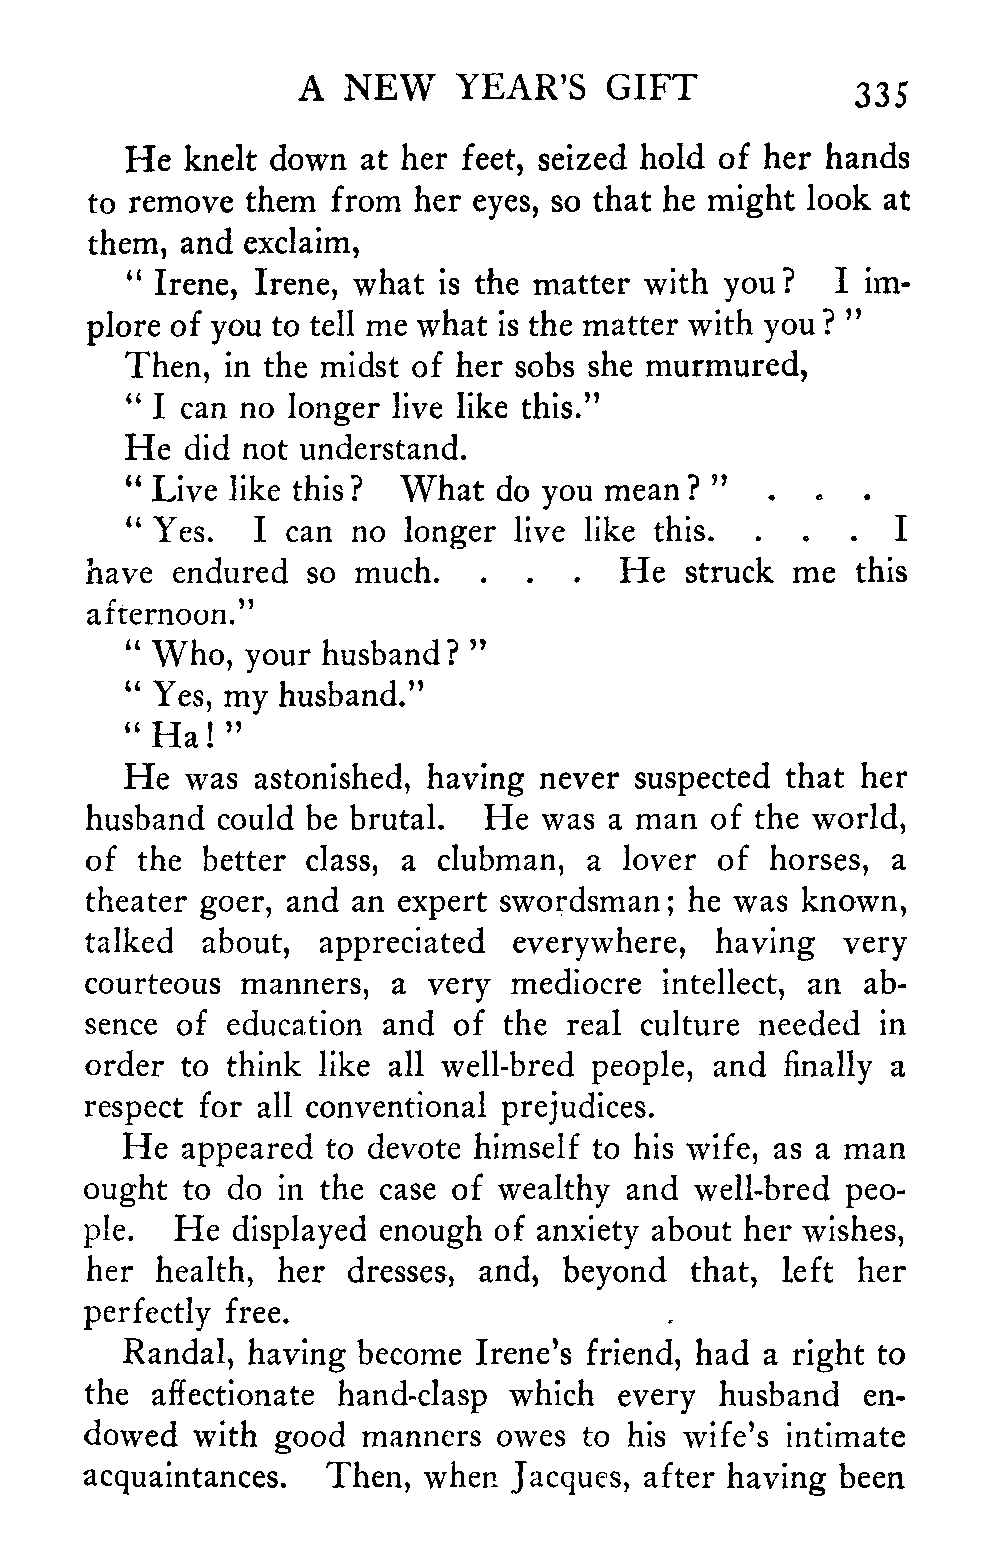 A NEW YEAR'S GIFT 335
He knelt down at her feet, seized hold of her hands
to remove them from her eyes, so that he might look at
them, and exclaim,
" Irene, Irene, what is the matter with you? I im-
plore of you to tell me what is the matter with you? "
Then, in the midst of her sobs she murmured,
" I can no longer live like this."
He did not understand.
" Live like this? What do you mean? " . . .
" Yes. I can no longer live like this. . . . I
have endured so much. . . . He struck me this
afternoon."
" Who, your husband? "
" Yes, my husband."
" Ha! "
He was astonished, having never suspected that her
husband could be brutal. He was a man of the world,
of the better class, a clubman, a lover of horses, a
theater goer, and an expert swordsman; he was known,
talked about, appreciated everywhere, having very
courteous manners, a very mediocre intellect, an ab-
sence of education and of the real culture needed in
order to think like all well-bred people, and finally a
respect for all conventional prejudices.
He appeared to devote himself to his wife, as a man
ought to do in the case of wealthy and well-bred peo-
ple. He displayed enough of anxiety about her wishes,
her health, her dresses, and, beyond that, left her
perfectly free.
Randal, having become Irene's friend, had a right to
the affectionate hand-clasp which every husband en-
dowed with good manners owes to his wife's intimate
acquaintances. Then, when Jacques, after having been